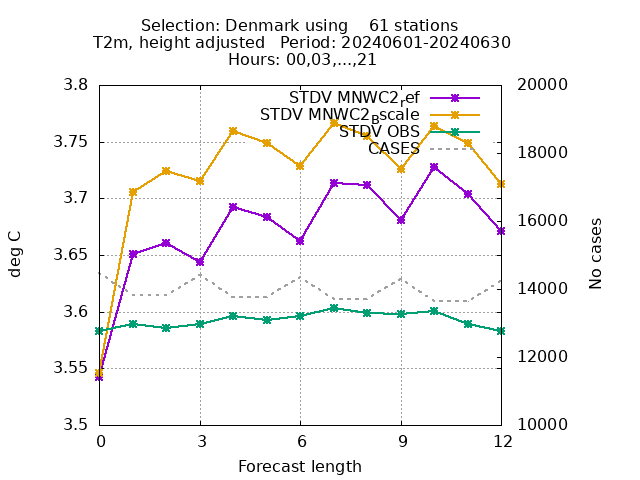 Selection: Denmark using    61 stations
T2m, height adjusted   Period: 20240601-20240630
Hours: 00,03,...,21
STDV MNWC2_ref
STDV MNWC2_Bscale
STDV OBS
CASES
3.8
3.75
3.7
3.65
3.6
3.55
3.5
deg C
20000
18000
16000
14000
12000
10000
No cases
0 3 6 9 12
Forecast length